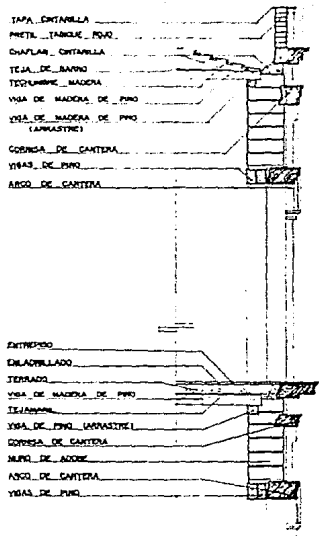 TAPA CINTARILLA
PRETIL TABIQUE ROJO
CHAFLAN CINTARILLA
TEJA DE BARRO
TECHUMBRE MADERA
VIGA DE MADERA DE PINO
VIGA DE MADERA DE PINO
(ARRASTRE)
CORNISA DE CANTERA
VIGAS DE PINO
ARCO DE CANTERA
ENTREPISO
ENLADRILLADO
TERRADO
VIGA DE MADERA DE PINO
TEJAMANIL
VIGA DE PINO (ARRASTRE)
CORNISA DE CANTERA
MURO DE ADOBE
ARCO DE CANTERA
VIGAS DE PINO